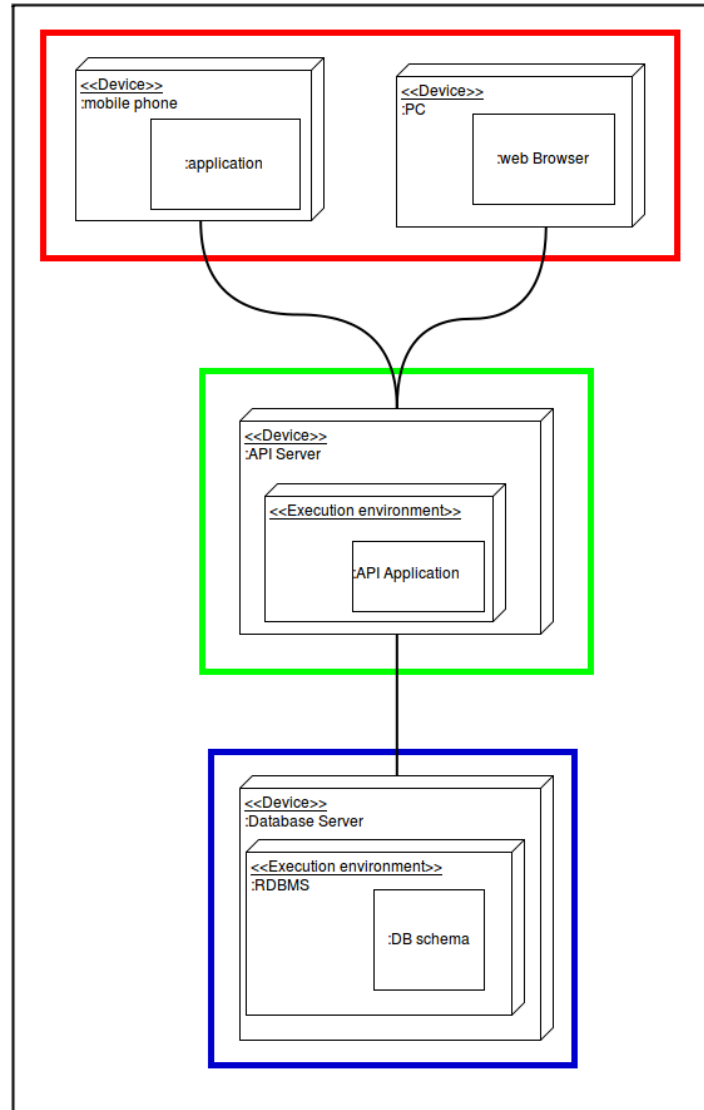 <<Device>>
:mobile phone
:application
<<Device>>
:PC
:web Browser
<<Device>>
:API Server
<<Execution environment>>
:API Application
<<Device>>
:Database Server
<<Execution environment>>
:RDBMS
:DB schema